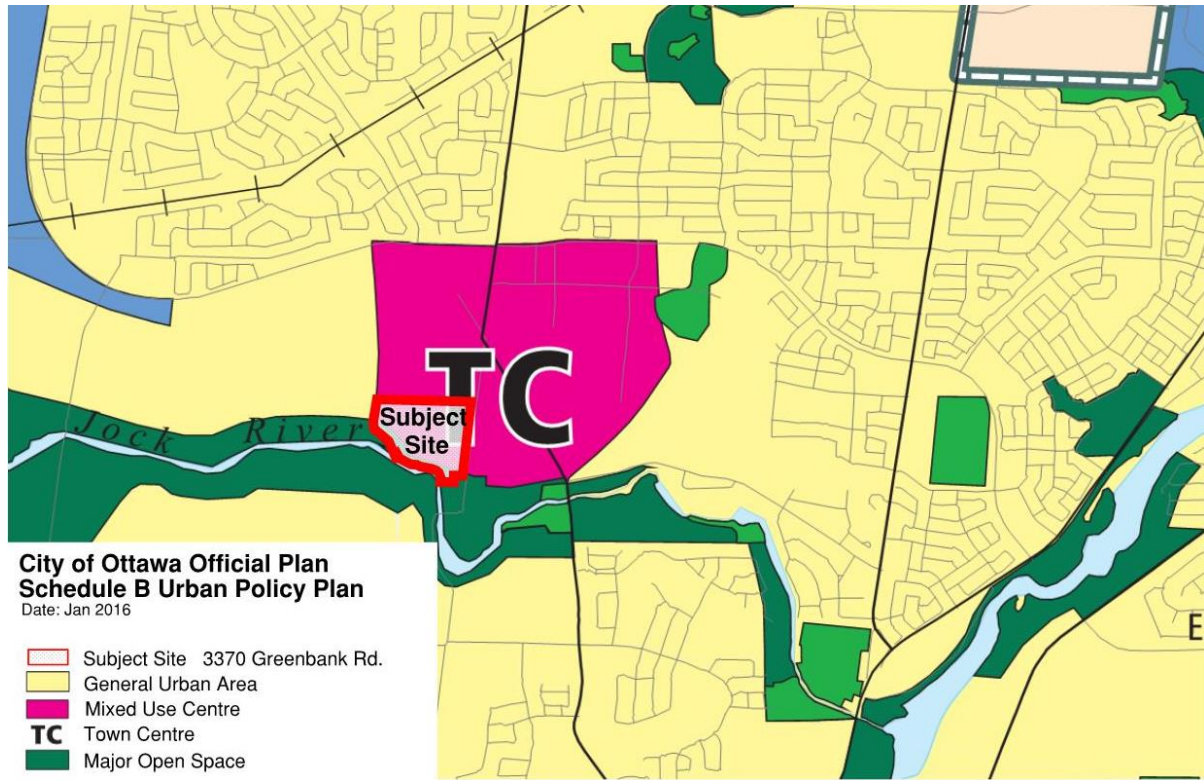 TC
Subject
Site
Jock River
E
City of Ottawa Official Plan
Schedule B Urban Policy Plan
Date: Jan 2016
Subject Site 3370 Greenbank Rd.
General Urban Area
Mixed Use Centre
TC Town Centre
Major Open Space